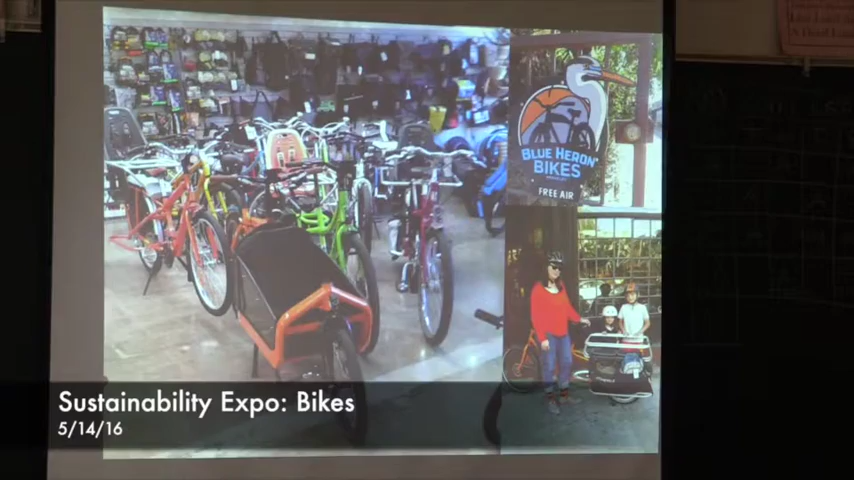 BLUE HERON
BIKES
FREE AIR
Sustainability Expo: Bikes
5/14/16